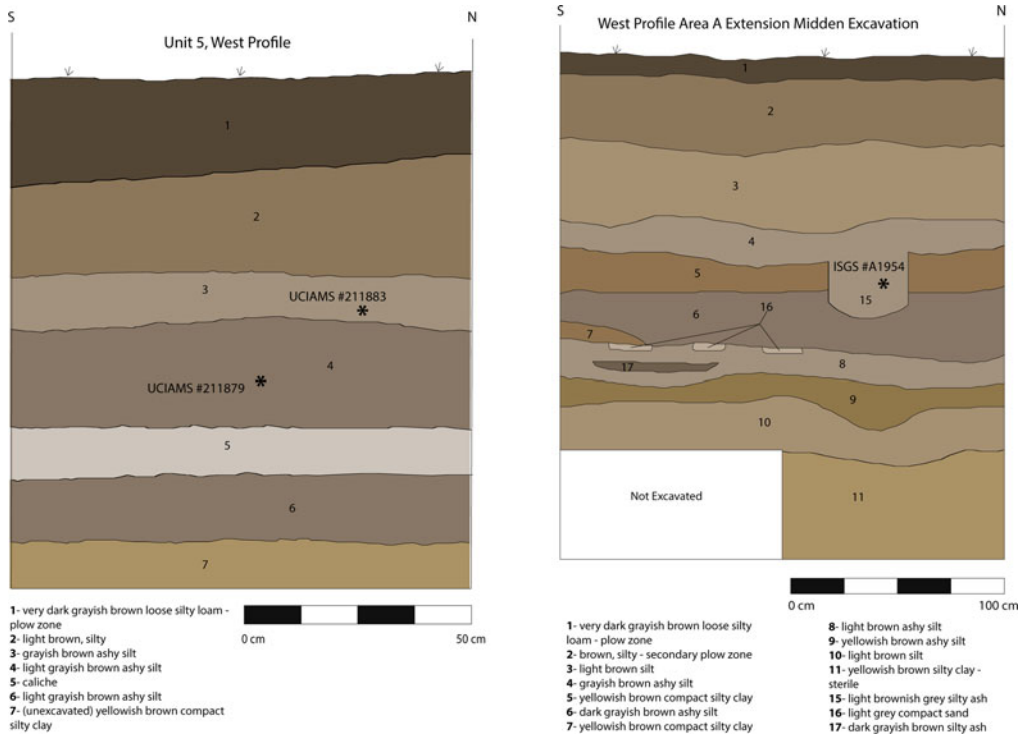 S
N
Unit 5, West Profile
1
2
3
UCIAMS #211883
*
4
UCIAMS #211879
*
5
6
7
1- very dark grayish brown loose silty loam -
plow zone
2- light brown, silty
3- grayish brown ashy silt
4- light grayish brown ashy silt
5- caliche
6- light grayish brown ashy silt
7- (unexcavated) yellowish brown compact
silty clay
0 cm
50 cm
S
N
West Profile Area A Extension Midden Excavation
1
2
3
4
5
ISGS #A1954
*
15
16
6
7
8
17
9
10
Not Excavated
11
0 cm
100 cm
1- very dark grayish brown loose silty
loam - plow zone
2- brown, silty - secondary plow zone
3- light brown silt
4- grayish brown ashy silt
5- yellowish brown compact silty clay
6- dark grayish brown ashy silt
7- yellowish brown compact silty clay
8- light brown ashy silt
9- yellowish brown ashy silt
10- light brown silt
11- yellowish brown silty clay -
sterile
15- light brownish grey silty ash
16- light grey compact sand
17- dark grayish brown silty ash